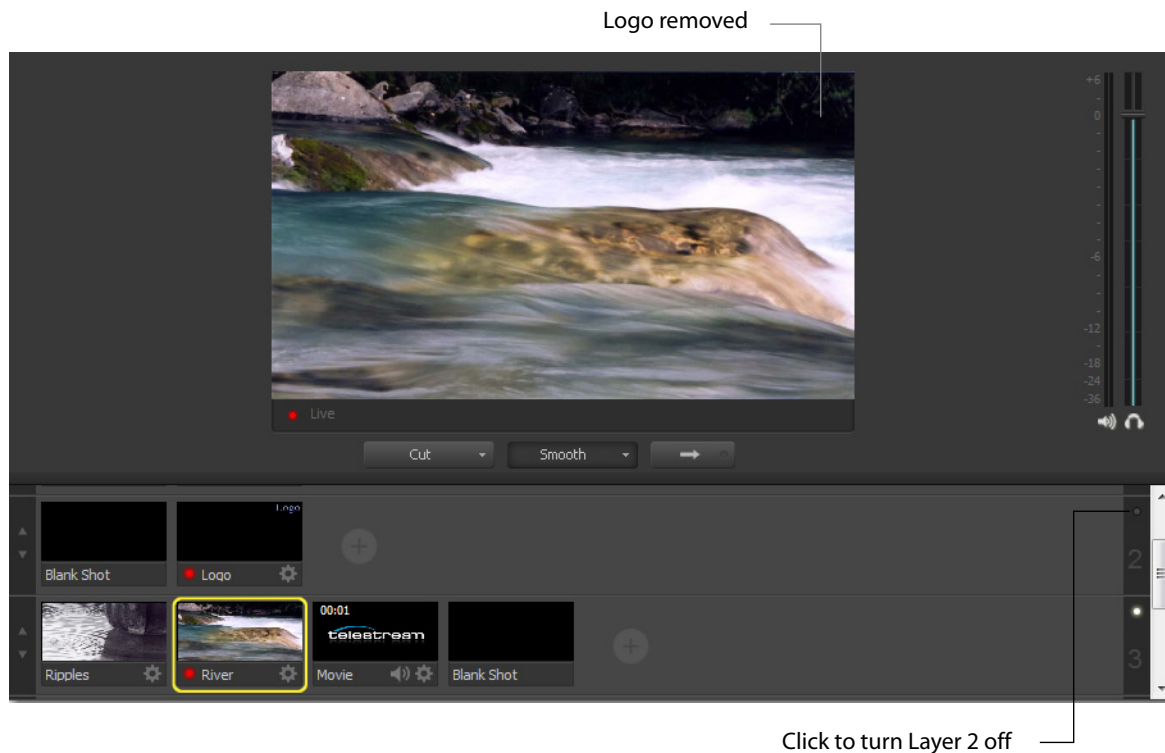 Logo removed
+6
-
0
-
-
-
-
-6
-
-
-12
-
-18
-24
-36
Live
Cut
Smooth
Logo
Blank Shot
Logo
2
00:01
telestream
Ripples
River
Movie
Blank Shot
3
Click to turn Layer 2 off